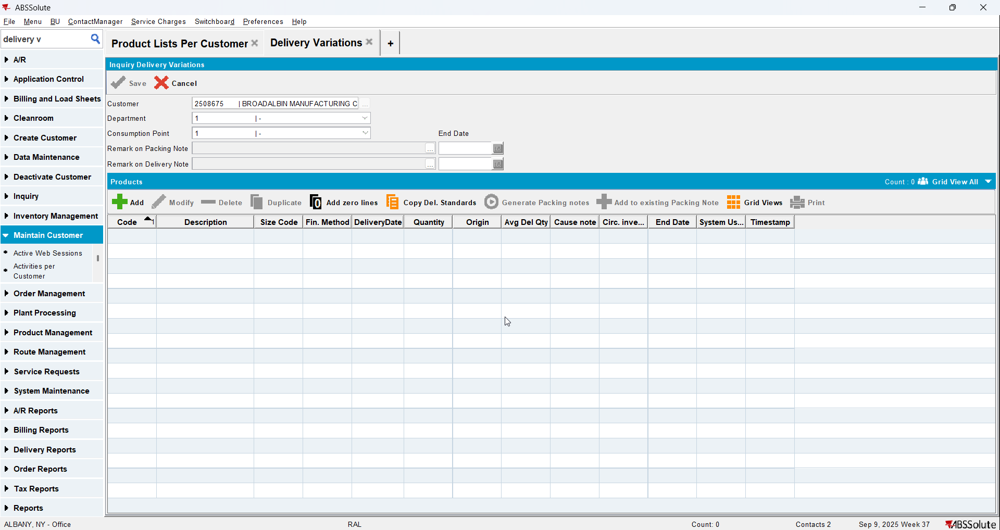 ABSSolute
File Menu BU ContactManager Service Charges Switchboard Preferences Help
delivery v
Product Lists Per Customer
Delivery Variations
+
A/R
Application Control
Billing and Load Sheets
Cleanroom
Create Customer
Data Maintenance
Deactivate Customer
Inquiry
Inventory Management
Maintain Customer
Active Web Sessions
Activities per
Customer
Order Management
Plant Processing
Product Management
Route Management
Service Requests
System Maintenance
A/R Reports
Billing Reports
Delivery Reports
Order Reports
Tax Reports
Reports
Inquiry Delivery Variations
Save Cancel
Customer 2508675 | BROADALBIN MANUFACTURING C ...
Department 1 | -
Consumption Point 1 | - End Date
Remark on Packing Note ... 16
Remark on Delivery Note ... 16
Products Count : 0 Grid View All
Add Modify Delete Duplicate 0 Add zero lines Copy Del. Standards Generate Packing notes Add to existing Packing Note Grid Views Print
Code 1 Description Size Code Fin. Method DeliveryDate Quantity Origin Avg Del Qty Cause note Circ. inve... End Date System Us... Timestamp
ALBANY, NY - Office RAL Count: 0 Contacts 2 Sep 9, 2025 Week 37 ABSSolute